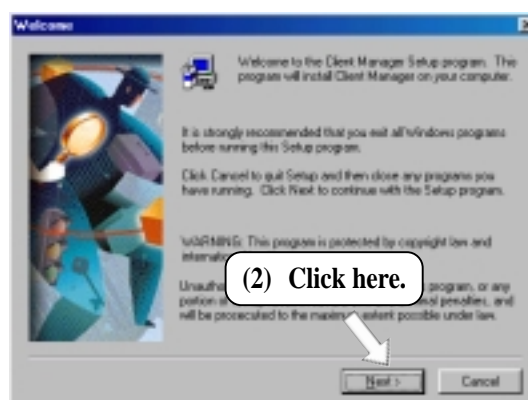 Welcome
Welcome to the Client Manager Setup program. This
program will install Client Manager on your computer.
It is strongly recommended that you exit all Windows programs
before running this Setup program.
Click Cancel to quit Setup and then close any programs you
have running. Click Next to continue with the Setup program.
WARNING: This program is protected by copyright law and
(2) Click here.
program, or any
portion penalties, and
will be prosecuted to the maximum extent possible under law.
Next >
Cancel